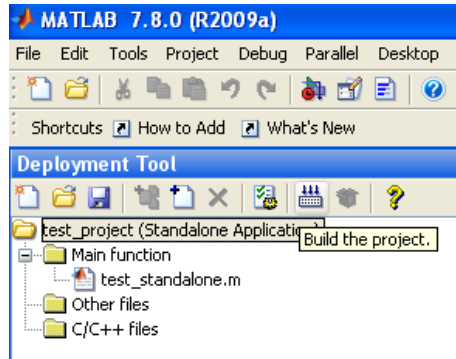 MATLAB 7.8.0 (R2009a)
File Edit Tools Project Debug Parallel Desktop
Shortcuts How to Add What's New
Deployment Tool
test_project (Standalone Applicatio
Build the project.
Main function
test_standalone.m
Other files
C/C++ files